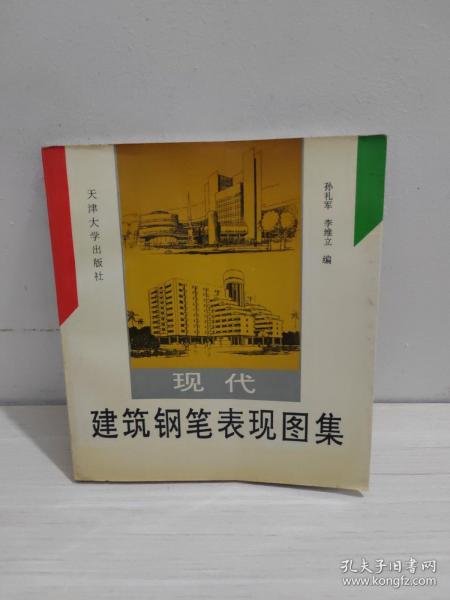 天津大学出版社
孙礼军 李维立 编
现代
建筑钢笔表现图集
孔夫子旧书网
www.kongfz.com